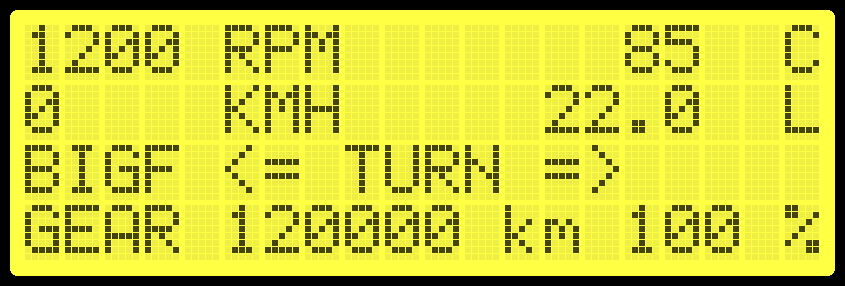 1200 RPM 85 C
0 KMH 22.0 L
BIGF <= TURN =>
GEAR 120000 km 100 %